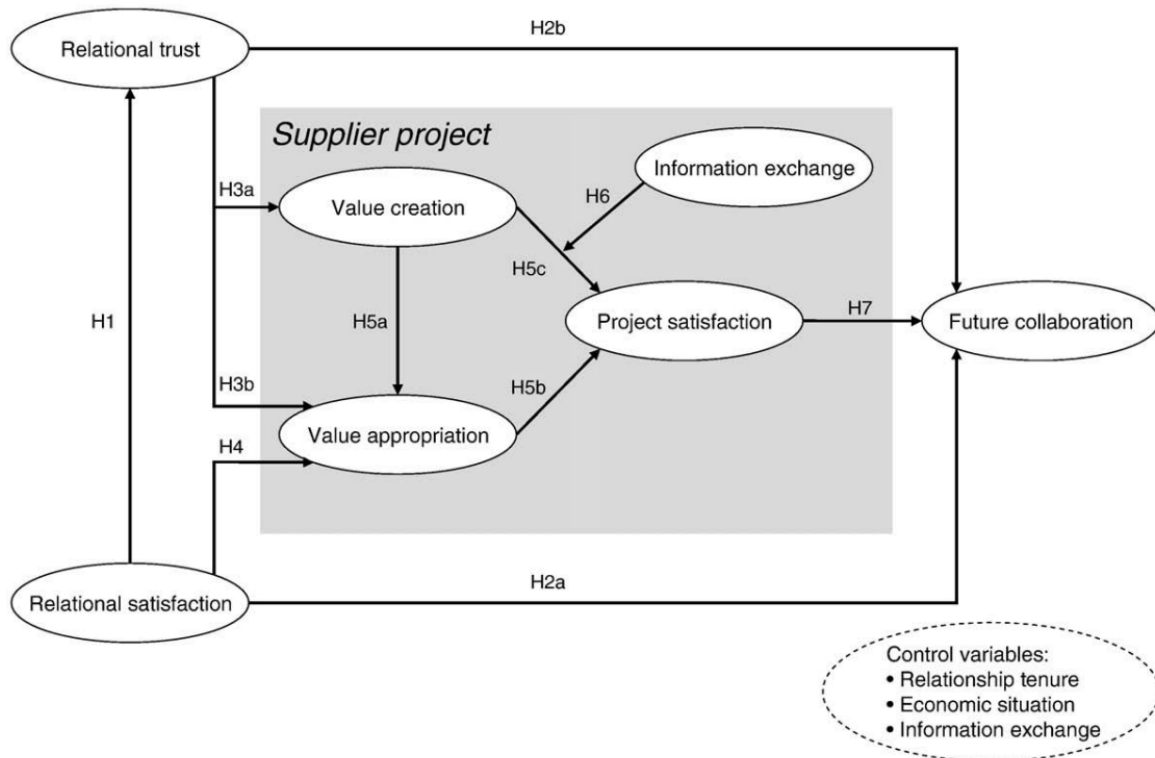 H2b
Relational trust
Supplier project
Information exchange
H3a
Value creation
H6
H5c
H1
H5a
Project satisfaction
H7
Future collaboration
H3b
H5b
Value appropriation
H4
Relational satisfaction
H2a
Control variables:
• Relationship tenure
• Economic situation
• Information exchange